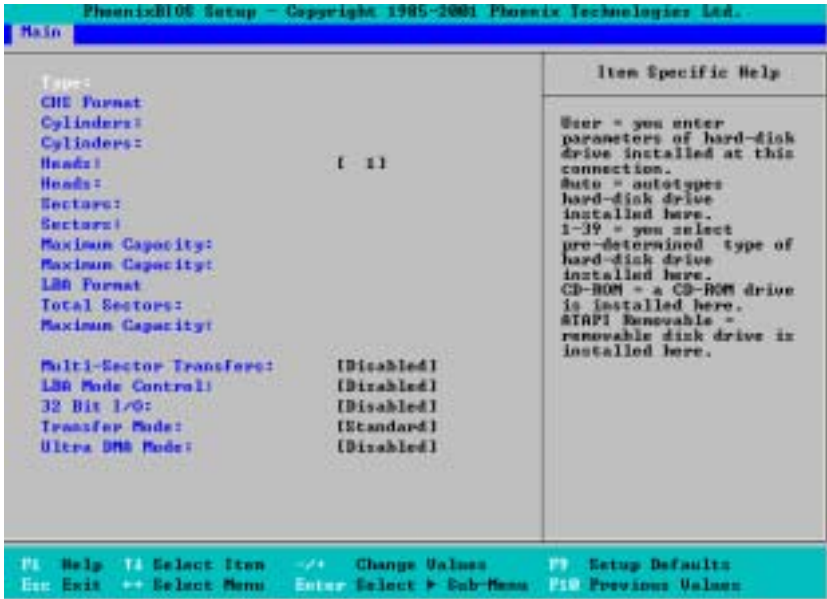 PhoenixBIOS Setup - Copyright 1985-2001 Phoenix Technologies Ltd.
Main
Type:
CHS Format
Cylinders:
Cylinders:
Heads: [ 1]
Heads:
Sectors:
Sectors:
Maximum Capacity:
Maximum Capacity:
LBA Format
Total Sectors:
Maximum Capacity:
Multi-Sector Transfers: [Disabled]
LBA Mode Control: [Disabled]
32 Bit I/O: [Disabled]
Transfer Mode: [Standard]
Ultra DMA Mode: [Disabled]
Item Specific Help
User = you enter
parameters of hard-disk
drive installed at this
connection.
Auto = autotypes
hard-disk drive
installed here.
1-39 = you select
pre-determined type of
hard-disk drive
installed here.
CD-ROM = a CD-ROM drive
is installed here.
ATAPI Removable =
removable disk drive is
installed here.
F1 Help ↑↓ Select Item -/+ Change Values F9 Setup Defaults
Esc Exit ↔ Select Menu Enter Select ▶ Sub-Menu F10 Previous Values